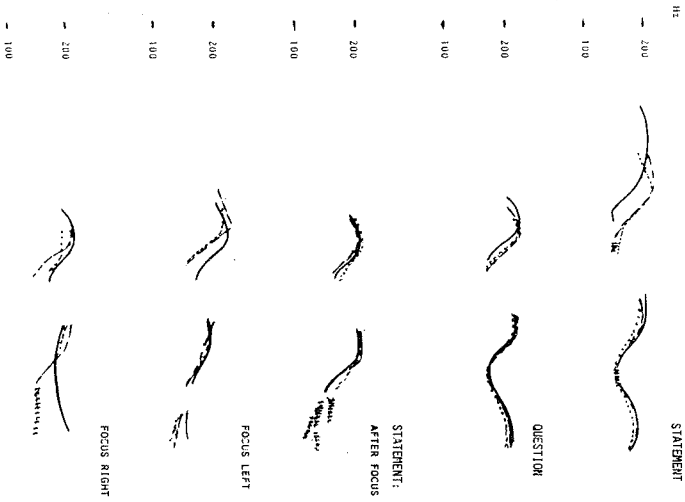 Hz
200
100
STATEMENT
200
100
QUESTION
200
100
STATEMENT:
AFTER FOCUS
200
100
FOCUS LEFT
200
100
FOCUS RIGHT